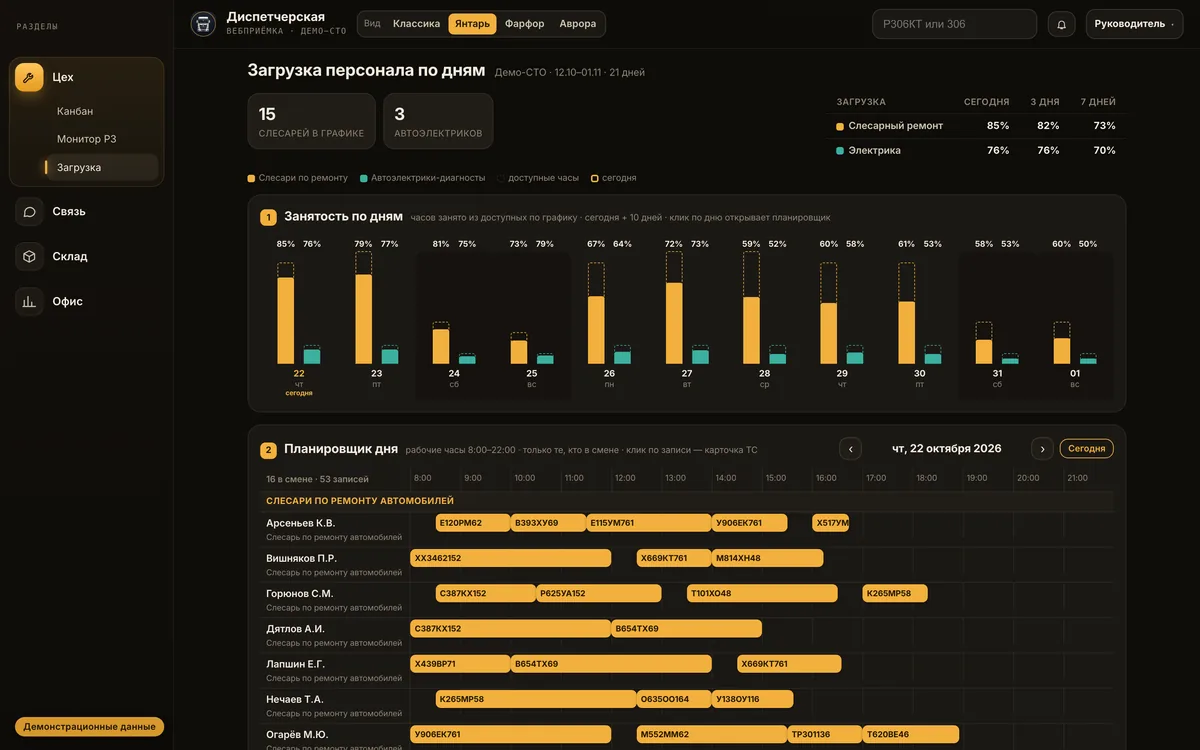 РАЗДЕЛЫ
Цех
Канбан
Монитор РЗ
Загрузка
Связь
Склад
Офис
Демонстрационные данные
Диспетчерская
ВЕБПРИЁМКА · ДЕМО-СТО
Вид Классика Янтарь Фарфор Аврора
Р306КТ или 306
Руководитель
Загрузка персонала по дням Демо-СТО · 12.10–01.11 · 21 дней
15
СЛЕСАРЕЙ В ГРАФИКЕ
3
АВТОЭЛЕКТРИКОВ
ЗАГРУЗКА СЕГОДНЯ 3 ДНЯ 7 ДНЕЙ
Слесарный ремонт 85% 82% 73%
Электрика 76% 76% 70%
Слесари по ремонту Автоэлектрики-диагносты доступные часы сегодня
1 Занятость по дням часов занято из доступных по графику · сегодня + 10 дней · клик по дню открывает планировщик
85% 76% 79% 77% 81% 75% 73% 79% 67% 64% 72% 73% 59% 52% 60% 58% 61% 53% 58% 53% 60% 50%
22 23 24 25 26 27 28 29 30 31 01
чт пт сб вс пн вт ср чт пт сб вс
сегодня
2 Планировщик дня рабочие часы 8:00–22:00 · только те, кто в смене · клик по записи — карточка ТС ‹ чт, 22 октября 2026 › Сегодня
16 в смене · 53 записей 8:00 9:00 10:00 11:00 12:00 13:00 14:00 15:00 16:00 17:00 18:00 19:00 20:00 21:00
СЛЕСАРИ ПО РЕМОНТУ АВТОМОБИЛЕЙ
Арсеньев К.В. Е120РМ62 В393ХУ69 Е115УМ761 У906ЕК761 Х517УМ
Слесарь по ремонту автомобилей
Вишняков П.Р. ХХ3462152 Х669КТ761 М814ХН48
Слесарь по ремонту автомобилей
Горюнов С.М. С387КХ152 Р625УА152 Т101ХО48 К265МР58
Слесарь по ремонту автомобилей
Дятлов А.И. С387КХ152 В654ТХ69
Слесарь по ремонту автомобилей
Лапшин Е.Г. Х439ВР71 В654ТХ69 Х669КТ761
Слесарь по ремонту автомобилей
Нечаев Т.А. К265МР58 О635ОО164 У138ОУ116
Слесарь по ремонту автомобилей
Огарёв М.Ю. У906ЕК761 М552ММ62 ТР301136 Т620ВЕ46
Слесарь по ремонту автомобилей